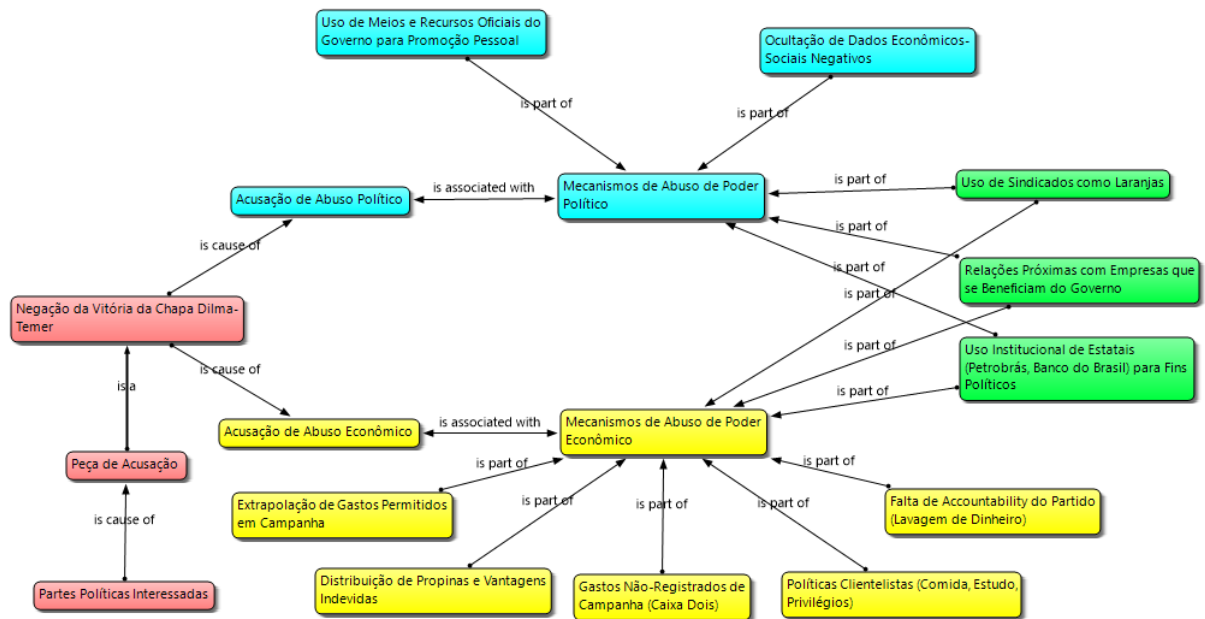 Uso de Meios e Recursos Oficiais do
Governo para Promoção Pessoal
Ocultação de Dados Econômicos-
Sociais Negativos
is part of
is part of
Acusação de Abuso Político
is associated with
Mecanismos de Abuso de Poder
Político
is part of
Uso de Sindicados como Laranjas
is part of
is cause of
is part of
Relações Próximas com Empresas que
se Beneficiam do Governo
is part of
Negação da Vitória da Chapa Dilma-
Temer
is part of
Uso Institucional de Estatais
(Petrobrás, Banco do Brasil) para Fins
Políticos
is cause of
is a
is part of
Acusação de Abuso Econômico
is associated with
Mecanismos de Abuso de Poder
Econômico
Peça de Acusação
is part of
is part of
is part of
is part of
is part of
Extrapolação de Gastos Permitidos
em Campanha
Falta de Accountability do Partido
(Lavagem de Dinheiro)
is cause of
Partes Políticas Interessadas
Distribuição de Propinas e Vantagens
Indevidas
Gastos Não-Registrados de
Campanha (Caixa Dois)
Políticas Clientelistas (Comida, Estudo,
Privilégios)